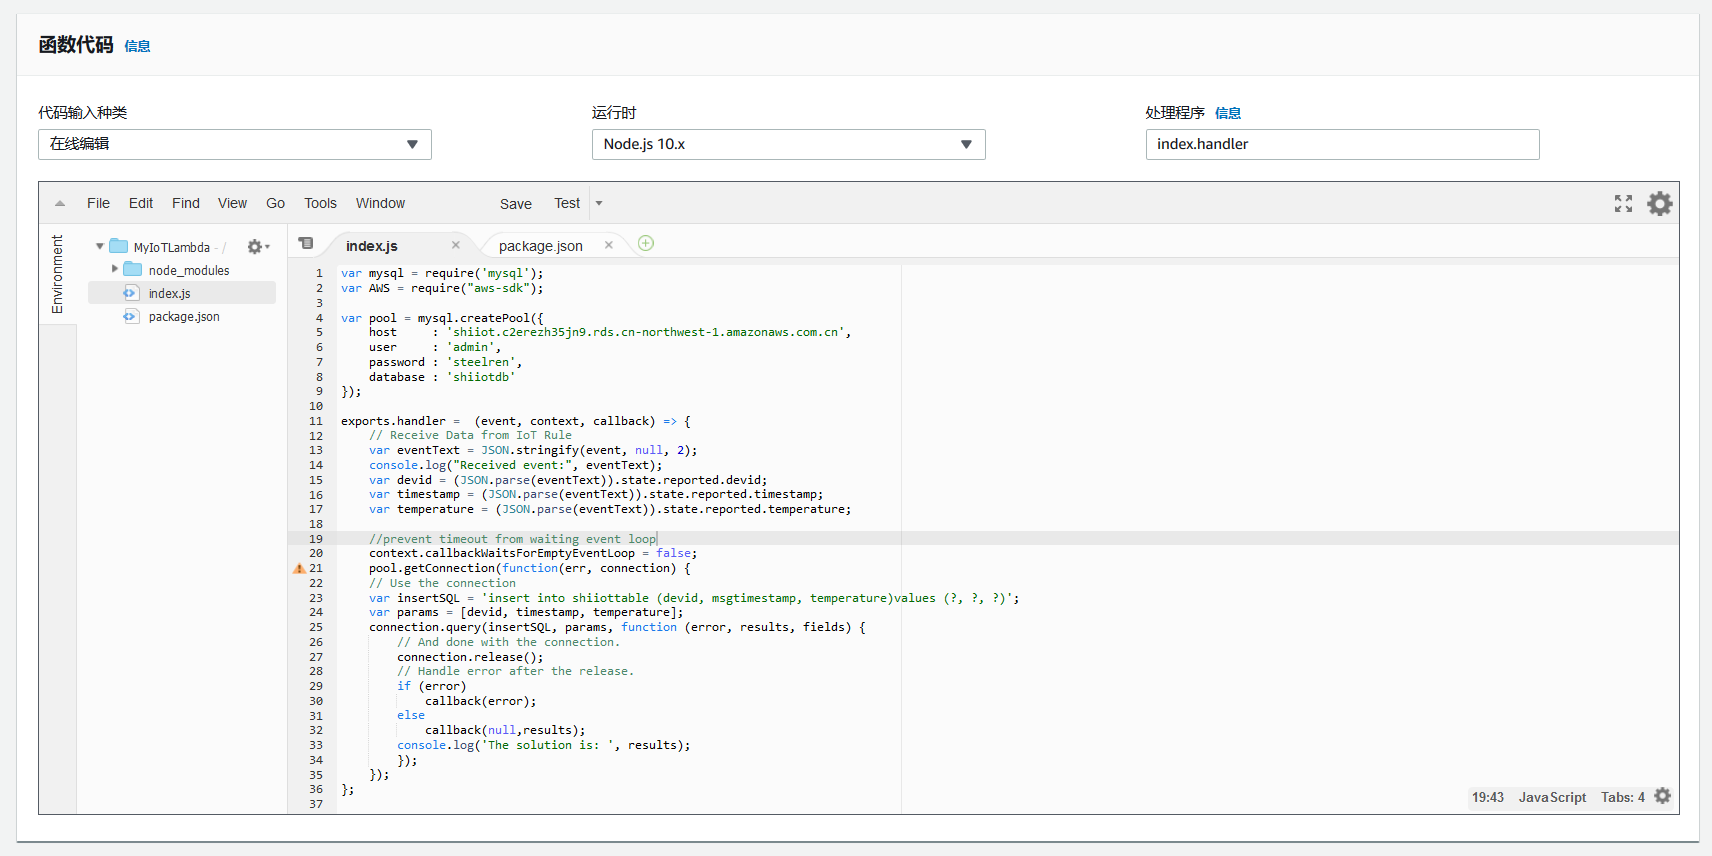 函数代码 信息
代码输入种类 运行时 处理程序 信息
在线编辑 Node.js 10.x index.handler
File Edit Find View Go Tools Window Save Test
Environment
MyIoTLambda - /
node_modules
index.js
package.json
index.js package.json
1 var mysql = require('mysql');
2 var AWS = require("aws-sdk");
3
4 var pool = mysql.createPool({
5     host     : 'shiiot.c2erezh35jn9.rds.cn-northwest-1.amazonaws.com.cn',
6     user     : 'admin',
7     password : 'steelren',
8     database : 'shiiotdb'
9 });
10
11 exports.handler =  (event, context, callback) => {
12     // Receive Data from IoT Rule
13     var eventText = JSON.stringify(event, null, 2);
14     console.log("Received event:", eventText);
15     var devid = (JSON.parse(eventText)).state.reported.devid;
16     var timestamp = (JSON.parse(eventText)).state.reported.timestamp;
17     var temperature = (JSON.parse(eventText)).state.reported.temperature;
18
19     //prevent timeout from waiting event loop
20     context.callbackWaitsForEmptyEventLoop = false;
21     pool.getConnection(function(err, connection) {
22     // Use the connection
23     var insertSQL = 'insert into shiiottable (devid, msgtimestamp, temperature)values (?, ?, ?)';
24     var params = [devid, timestamp, temperature];
25     connection.query(insertSQL, params, function (error, results, fields) {
26         // And done with the connection.
27         connection.release();
28         // Handle error after the release.
29         if (error)
30             callback(error);
31         else
32             callback(null,results);
33         console.log('The solution is: ', results);
34         });
35     });
36 };
37
19:43 JavaScript Tabs: 4